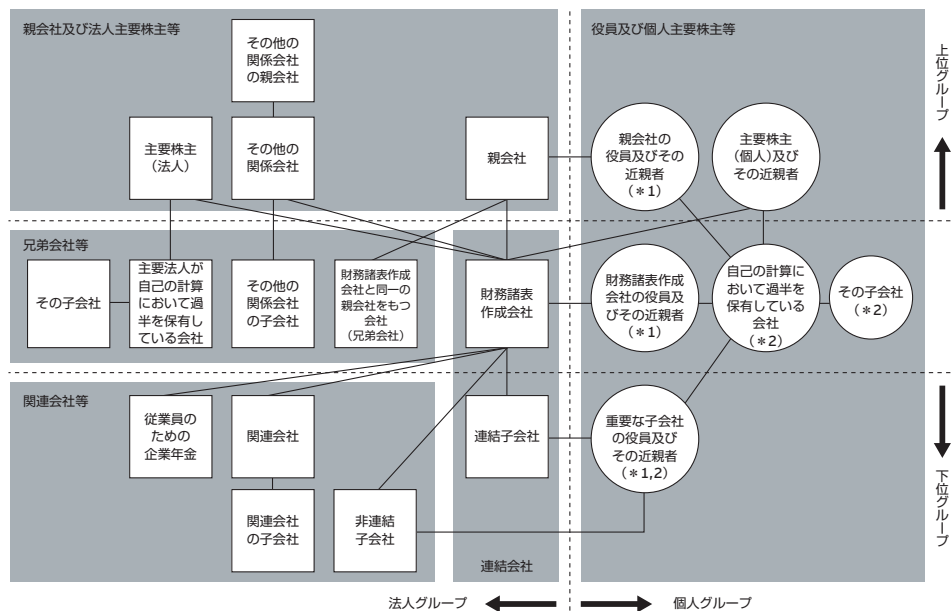 親会社及び法人主要株主等
役員及び個人主要株主等
その他の
関係会社
の親会社
主要株主
(法人)
その他の
関係会社
親会社
親会社の
役員及びその
近親者
(*1)
主要株主
(個人)及び
その近親者
上位グループ
兄弟会社等
その子会社
主要法人が
自己の計算
において過
半を保有し
ている会社
その他の
関係会社
の子会社
財務諸表作成
会社と同一の
親会社をもつ
会社
(兄弟会社)
財務諸表
作成会社
財務諸表作成
会社の役員及
びその近親者
(*1)
自己の計算に
おいて過半を
保有している
会社
(*2)
その子会社
(*2)
関連会社等
従業員の
ための
企業年金
関連会社
連結子会社
重要な子会社
の役員及び
その近親者
(*1,2)
関連会社
の子会社
非連結
子会社
連結会社
下位グループ
法人グループ
個人グループ